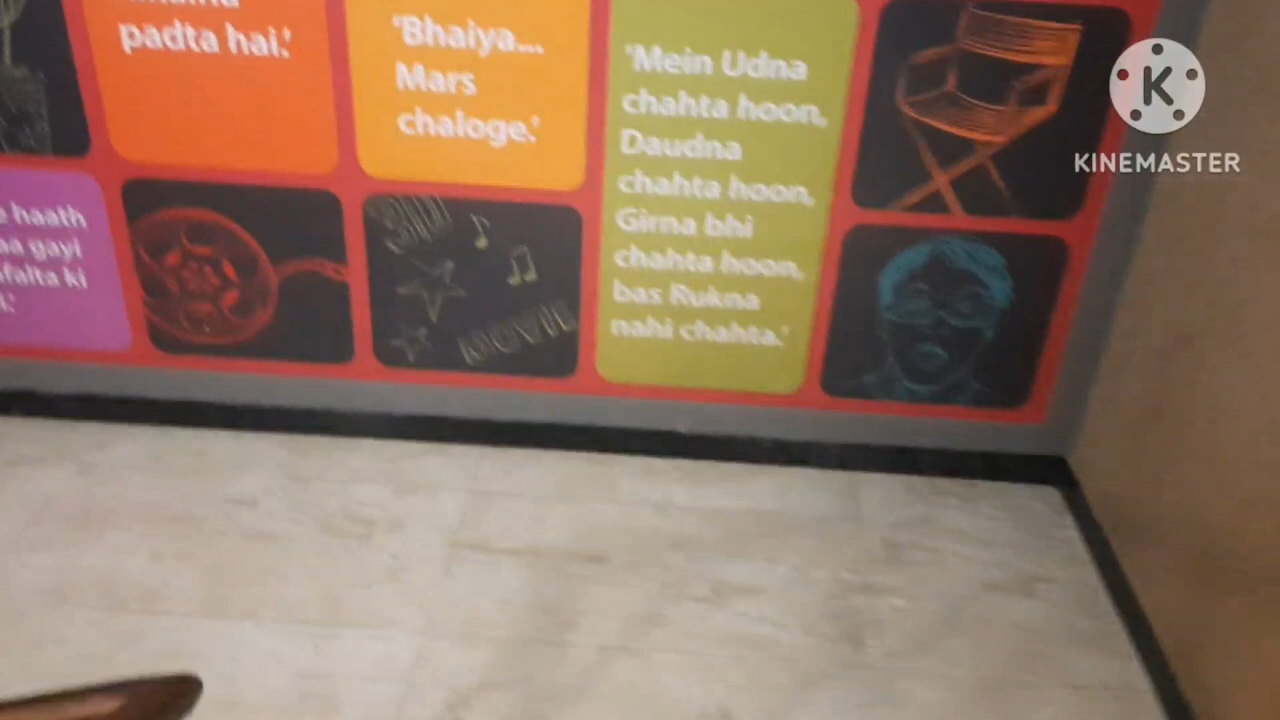 padta hai.'
'Bhaiya...
Mars
chaloge.'
'Mein Udna
chahta hoon,
Daudna
chahta hoon,
Girna bhi
chahta hoon,
bas Rukna
nahi chahta.'
haath
gayi
ki
MOVIE
KINEMASTER
K